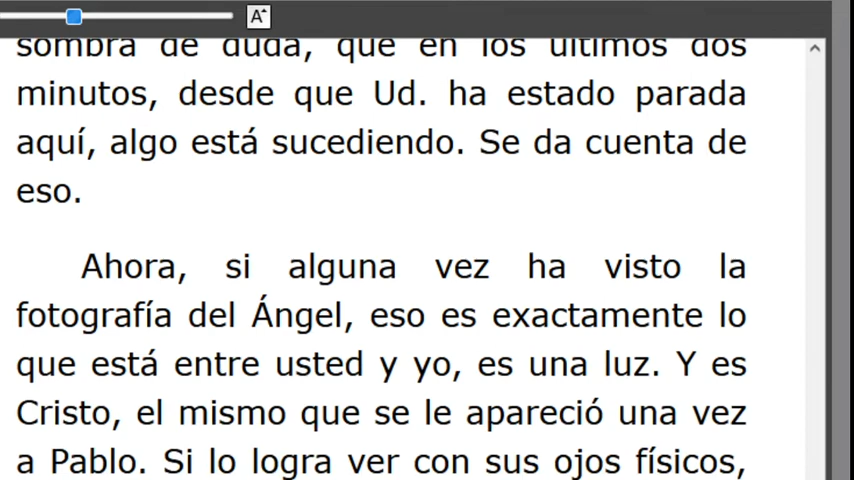 A
sombra de duda, que en los últimos dos
minutos, desde que Ud. ha estado parada
aquí, algo está sucediendo. Se da cuenta de
eso.
Ahora, si alguna vez ha visto la
fotografía del Ángel, eso es exactamente lo
que está entre usted y yo, es una luz. Y es
Cristo, el mismo que se le apareció una vez
a Pablo. Si lo logra ver con sus ojos físicos,